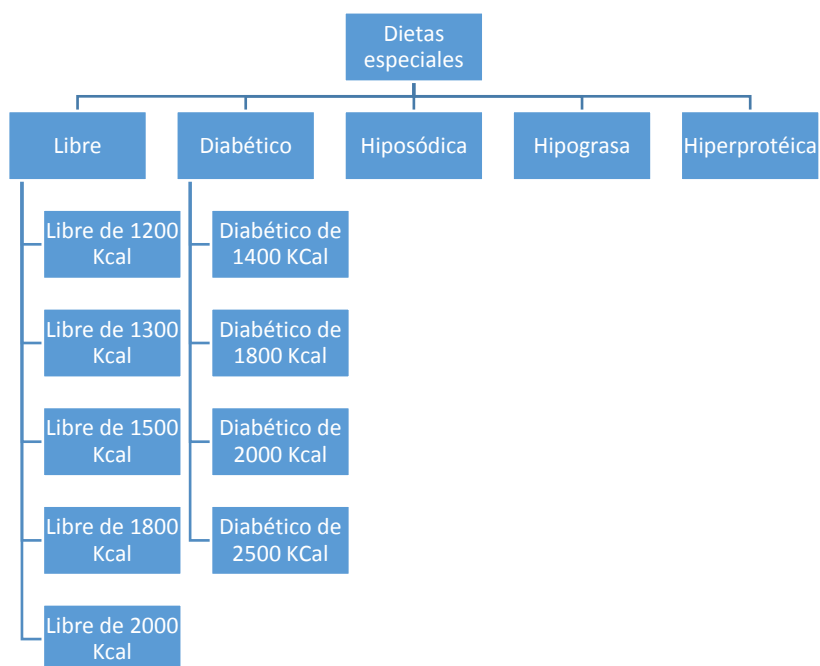 Dietas
especiales
Libre
Diabético
Hiposódica
Hipograsa
Hiperprotéica
Libre de 1200
Kcal
Libre de 1300
Kcal
Libre de 1500
Kcal
Libre de 1800
Kcal
Libre de 2000
Kcal
Diabético de
1400 KCal
Diabético de
1800 Kcal
Diabético de
2000 Kcal
Diabético de
2500 KCal